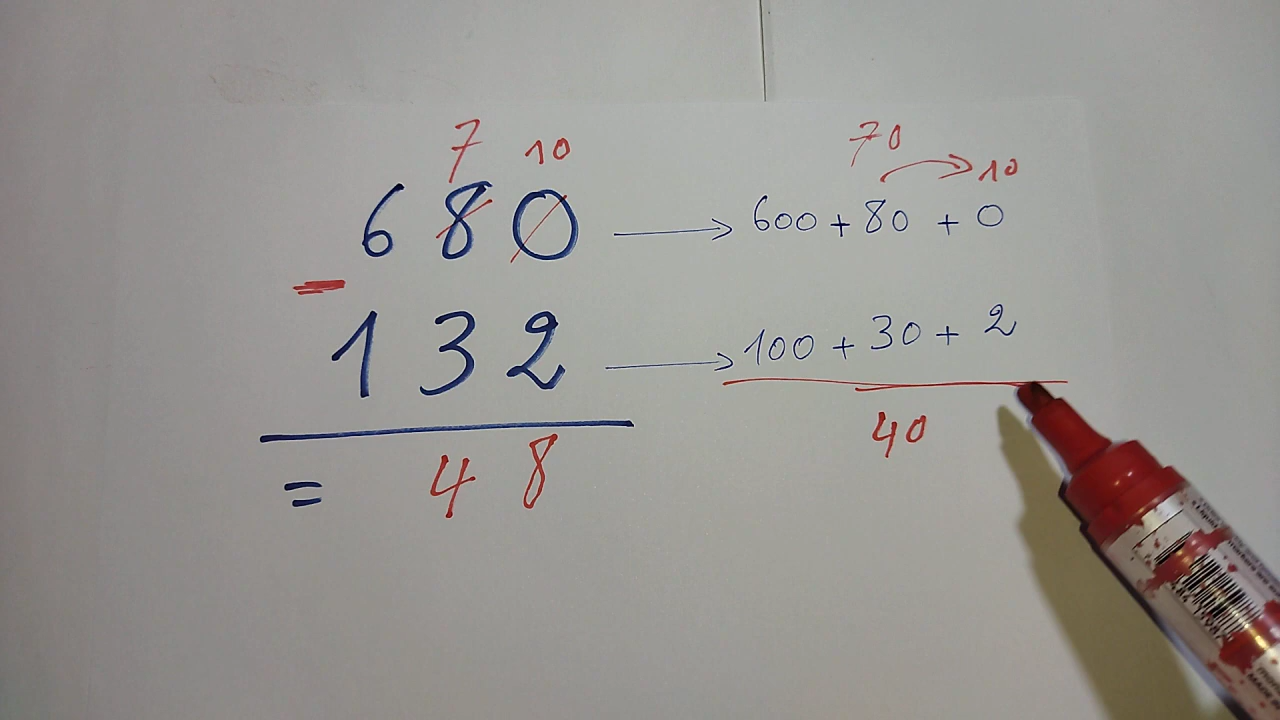 7 10 70 10
680 → 600 + 80 + 0
−
132 → 100 + 30 + 2
40
= 48